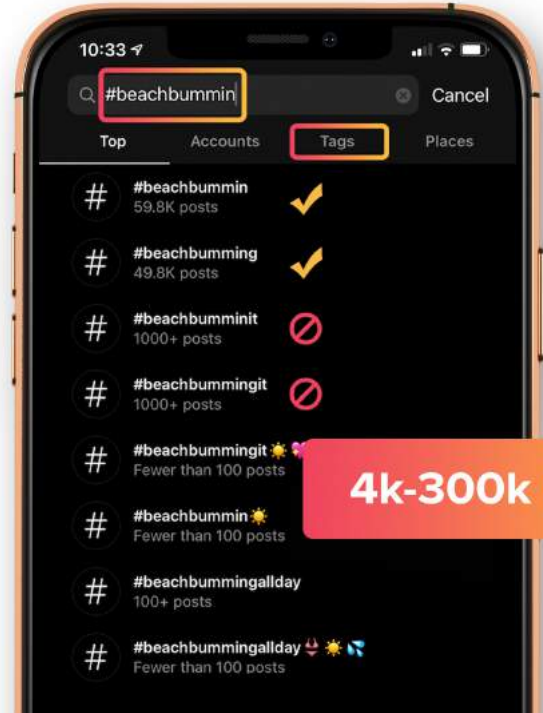 10:33
#beachbummin
Cancel
Top Accounts Tags Places
#beachbummin
59.8K posts
#beachbumming
49.8K posts
#beachbumminit
1000+ posts
#beachbummingit
1000+ posts
#beachbummingit☀️💖
Fewer than 100 posts
4k-300k
#beachbummin☀️
Fewer than 100 posts
#beachbummingallday
100+ posts
#beachbummingallday👙☀️💦
Fewer than 100 posts